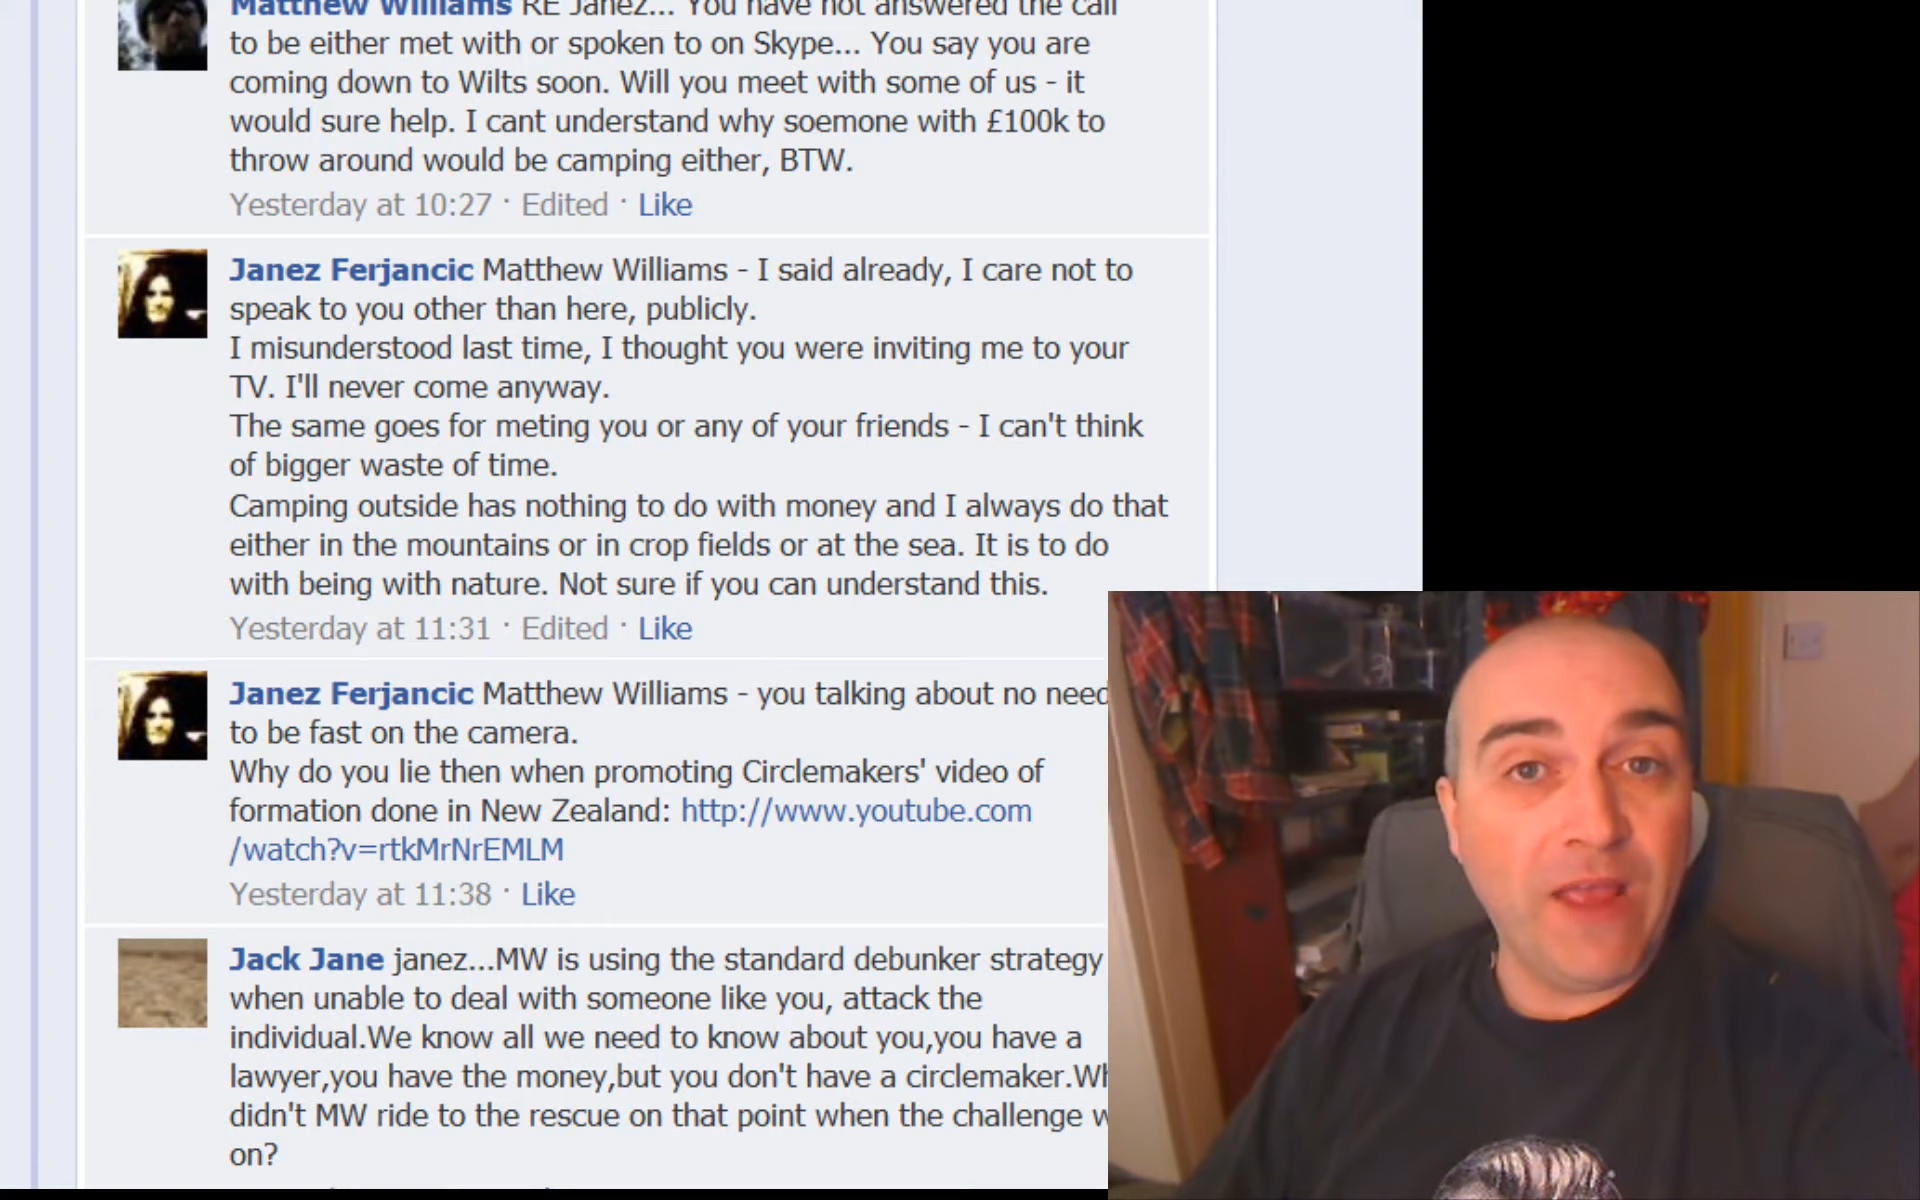 Matthew Williams RE Janez... You have not answered the call
to be either met with or spoken to on Skype... You say you are
coming down to Wilts soon. Will you meet with some of us - it
would sure help. I cant understand why soemone with £100k to
throw around would be camping either, BTW.
Yesterday at 10:27 · Edited · Like
Janez Ferjancic Matthew Williams - I said already, I care not to
speak to you other than here, publicly.
I misunderstood last time, I thought you were inviting me to your
TV. I'll never come anyway.
The same goes for meting you or any of your friends - I can't think
of bigger waste of time.
Camping outside has nothing to do with money and I always do that
either in the mountains or in crop fields or at the sea. It is to do
with being with nature. Not sure if you can understand this.
Yesterday at 11:31 · Edited · Like
Janez Ferjancic Matthew Williams - you talking about no need
to be fast on the camera.
Why do you lie then when promoting Circlemakers' video of
formation done in New Zealand: http://www.youtube.com
/watch?v=rtkMrNrEMLM
Yesterday at 11:38 · Like
Jack Jane janez...MW is using the standard debunker strategy
when unable to deal with someone like you, attack the
individual.We know all we need to know about you,you have a
lawyer,you have the money,but you don't have a circlemaker.
didn't MW ride to the rescue on that point when the challenge
on?